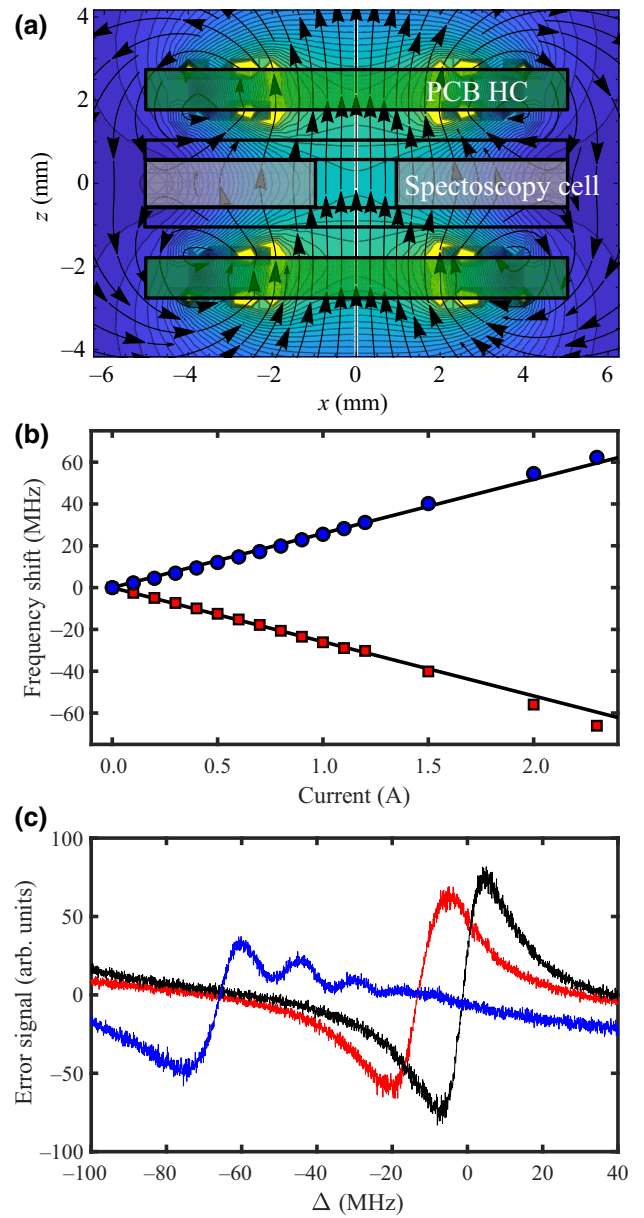 (a)
4
2
0
−2
−4
z (mm)
PCB HC
Spectoscopy cell
−6 −4 −2 0 2 4 6
x (mm)
(b)
60
40
20
0
−20
−40
−60
Frequency shift (MHz)
0.0 0.5 1.0 1.5 2.0
Current (A)
(c)
100
50
0
−50
−100
Error signal (arb. units)
−100 −80 −60 −40 −20 0 20 40
Δ (MHz)